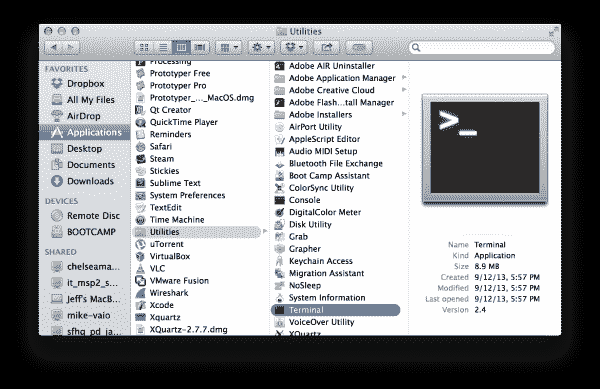 Utilities
FAVORITES
Dropbox
All My Files
AirDrop
Applications
Desktop
Documents
Downloads
DEVICES
Remote Disc
BOOTCAMP
SHARED
chelseama...
it_msp2_s...
Jeff's MacB...
mike-vaio
sfhq_pd_ja...
Processing
Prototyper Free
Prototyper Pro
Prototyper_..._MacOS.dmg
Qt Creator
QuickTime Player
Reminders
Safari
Steam
Stickies
Sublime Text
System Preferences
TextEdit
Time Machine
Utilities
uTorrent
VirtualBox
VLC
VMware Fusion
Wireshark
Xcode
Xquartz
XQuartz-2.7.7.dmg
Adobe AIR Uninstaller
Adobe Application Manager
Adobe Creative Cloud
Adobe Flash...tall Manager
Adobe Installers
AirPort Utility
AppleScript Editor
Audio MIDI Setup
Bluetooth File Exchange
Boot Camp Assistant
ColorSync Utility
Console
DigitalColor Meter
Disk Utility
Grab
Grapher
Keychain Access
Migration Assistant
NoSleep
System Information
Terminal
VoiceOver Utility
XQuartz
>_
Name Terminal
Kind Application
Size 8.9 MB
Created 9/12/13, 5:57 PM
Modified 9/12/13, 5:57 PM
Last opened 9/12/13, 5:57 PM
Version 2.4